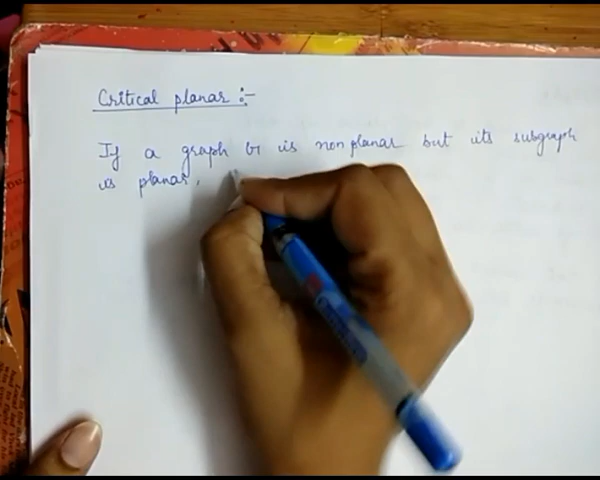 Critical planar :-
If a graph G is non planar but its subgraph
is planar,